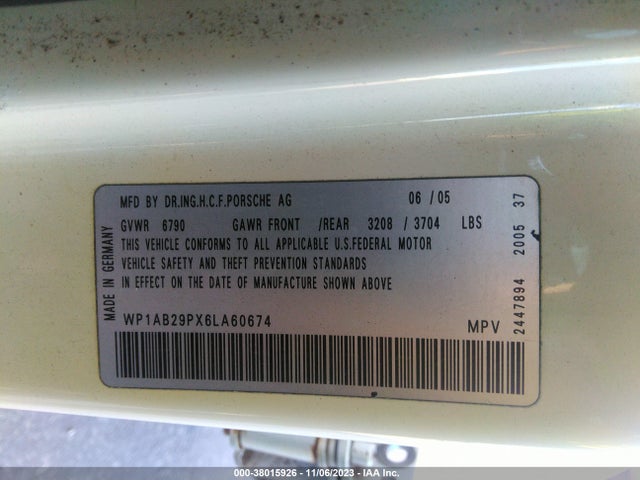 MFD BY DR.ING.H.C.F.PORSCHE AG 06 / 05
GVWR 6790 GAWR FRONT /REAR 3208 / 3704 LBS
THIS VEHICLE CONFORMS TO ALL APPLICABLE U.S.FEDERAL MOTOR
VEHICLE SAFETY AND THEFT PREVENTION STANDARDS
IN EFFECT ON THE DATE OF MANUFACTURE SHOWN ABOVE
WP1AB29PX6LA60674 MPV
MADE IN GERMANY
2447894 2005 37
000-38015926 - 11/06/2023 - IAA Inc.